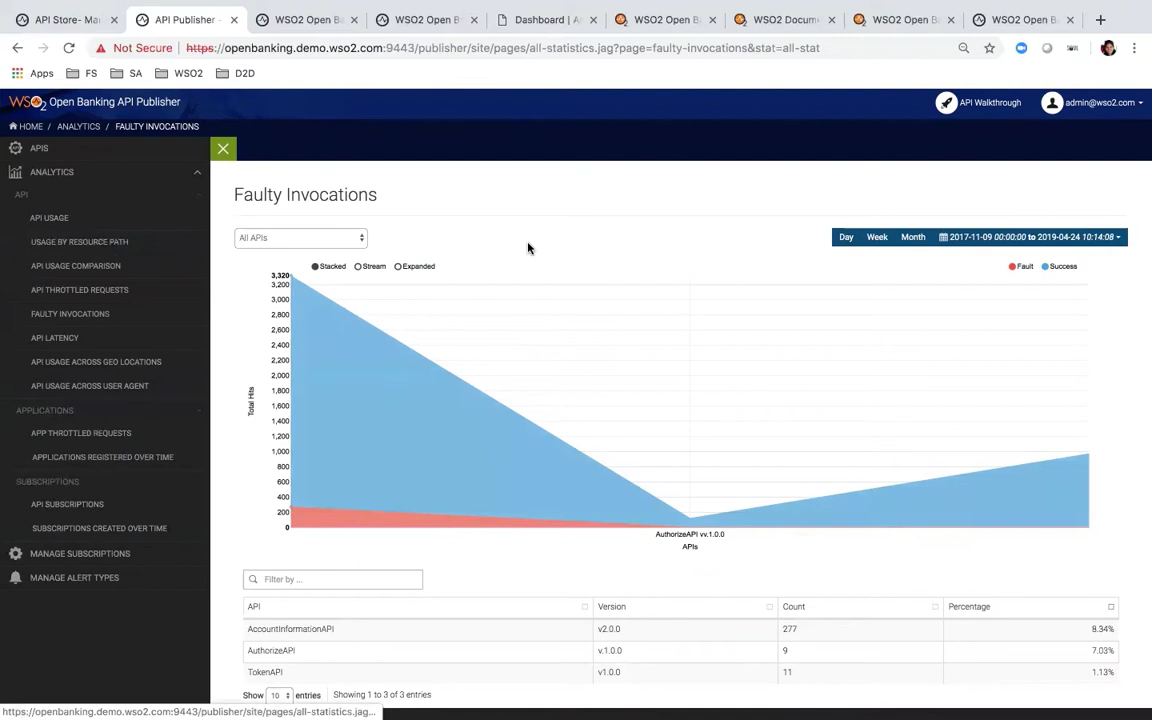 API Store- Ma
API Publisher -
WSO2 Open Ba
WSO2 Open B
Dashboard | A
WSO2 Open B
WSO2 Docume
WSO2 Open Ba
WSO2 Open Ba
Not Secure
https://openbanking.demo.wso2.com:9443/publisher/site/pages/all-statistics.jag?page=faulty-invocations&stat=all-stat
Apps FS SA WSO2 D2D
WSO2 Open Banking API Publisher
API Walkthrough
admin@wso2.com
HOME / ANALYTICS / FAULTY INVOCATIONS
APIS
ANALYTICS
API
API USAGE
USAGE BY RESOURCE PATH
API USAGE COMPARISON
API THROTTLED REQUESTS
FAULTY INVOCATIONS
API LATENCY
API USAGE ACROSS GEO LOCATIONS
API USAGE ACROSS USER AGENT
APPLICATIONS
APP THROTTLED REQUESTS
APPLICATIONS REGISTERED OVER TIME
SUBSCRIPTIONS
API SUBSCRIPTIONS
SUBSCRIPTIONS CREATED OVER TIME
MANAGE SUBSCRIPTIONS
MANAGE ALERT TYPES
Faulty Invocations
All APIs
Day Week Month 2017-11-09 00:00:00 to 2019-04-24 10:14:08
Stacked Stream Expanded
Fault Success
3,320
3,200
3,000
2,800
2,600
2,400
2,200
2,000
1,800
1,600
1,400
1,200
1,000
800
600
400
200
0
Total Hits
AuthorizeAPI vv.1.0.0
APIs
Filter by ...
API Version Count Percentage
AccountInformationAPI v2.0.0 277 8.34%
AuthorizeAPI v.1.0.0 9 7.03%
TokenAPI v1.0.0 11 1.13%
Show 10 entries Showing 1 to 3 of 3 entries
https://openbanking.demo.wso2.com:9443/publisher/site/pages/all-statistics.jag...